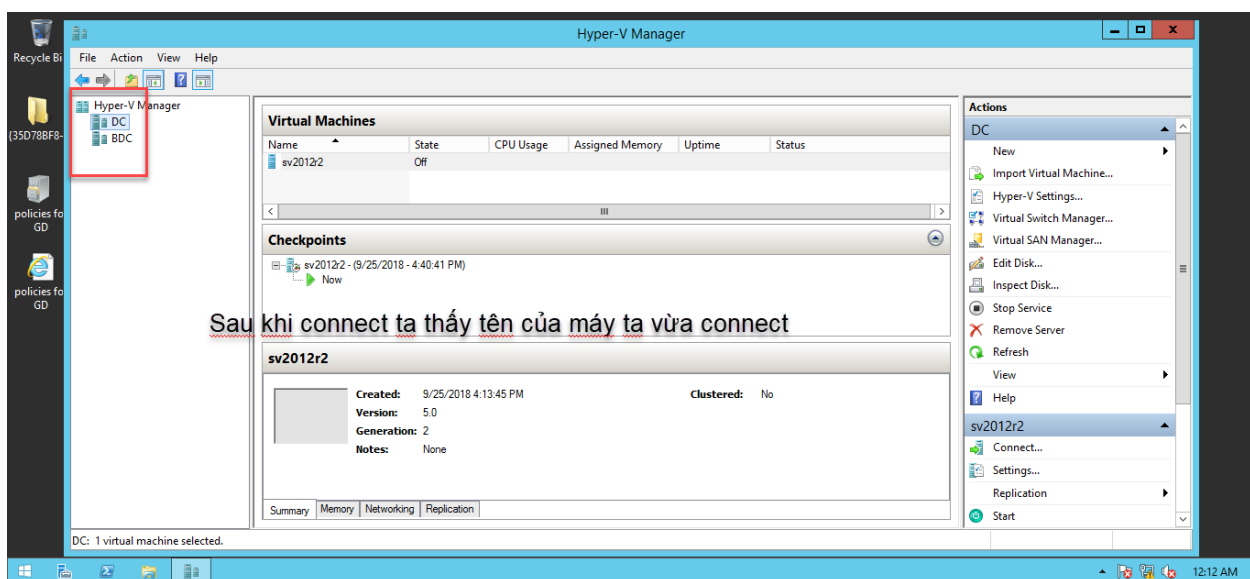 Hyper-V Manager
Recycle Bi
File Action View Help
{35D78BF8-
policies fo
GD
policies fo
GD
Hyper-V Manager
DC
BDC
Virtual Machines
Name State CPU Usage Assigned Memory Uptime Status
sv2012r2 Off
Checkpoints
sv2012r2 - (9/25/2018 - 4:40:41 PM)
Now
Sau khi connect ta thấy tên của máy ta vừa connect
sv2012r2
Created: 9/25/2018 4:13:45 PM Clustered: No
Version: 5.0
Generation: 2
Notes: None
Summary Memory Networking Replication
Actions
DC
New
Import Virtual Machine...
Hyper-V Settings...
Virtual Switch Manager...
Virtual SAN Manager...
Edit Disk...
Inspect Disk...
Stop Service
Remove Server
Refresh
View
Help
sv2012r2
Connect...
Settings...
Replication
Start
DC: 1 virtual machine selected.
12:12 AM